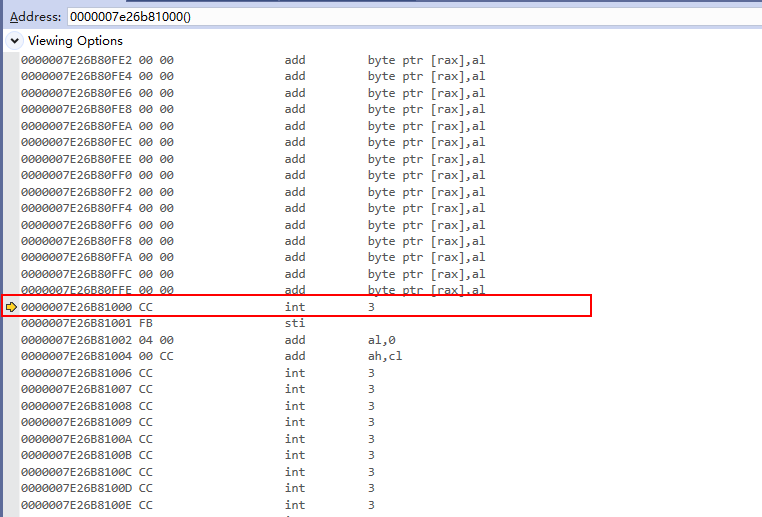 Address: 0000007e26b81000()
Viewing Options
0000007E26B80FE2 00 00 add byte ptr [rax],al
0000007E26B80FE4 00 00 add byte ptr [rax],al
0000007E26B80FE6 00 00 add byte ptr [rax],al
0000007E26B80FE8 00 00 add byte ptr [rax],al
0000007E26B80FEA 00 00 add byte ptr [rax],al
0000007E26B80FEC 00 00 add byte ptr [rax],al
0000007E26B80FEE 00 00 add byte ptr [rax],al
0000007E26B80FF0 00 00 add byte ptr [rax],al
0000007E26B80FF2 00 00 add byte ptr [rax],al
0000007E26B80FF4 00 00 add byte ptr [rax],al
0000007E26B80FF6 00 00 add byte ptr [rax],al
0000007E26B80FF8 00 00 add byte ptr [rax],al
0000007E26B80FFA 00 00 add byte ptr [rax],al
0000007E26B80FFC 00 00 add byte ptr [rax],al
0000007E26B80FFE 00 00 add byte ptr [rax],al
0000007E26B81000 CC int 3
0000007E26B81001 FB sti
0000007E26B81002 04 00 add al,0
0000007E26B81004 00 CC add ah,cl
0000007E26B81006 CC int 3
0000007E26B81007 CC int 3
0000007E26B81008 CC int 3
0000007E26B81009 CC int 3
0000007E26B8100A CC int 3
0000007E26B8100B CC int 3
0000007E26B8100C CC int 3
0000007E26B8100D CC int 3
0000007E26B8100E CC int 3